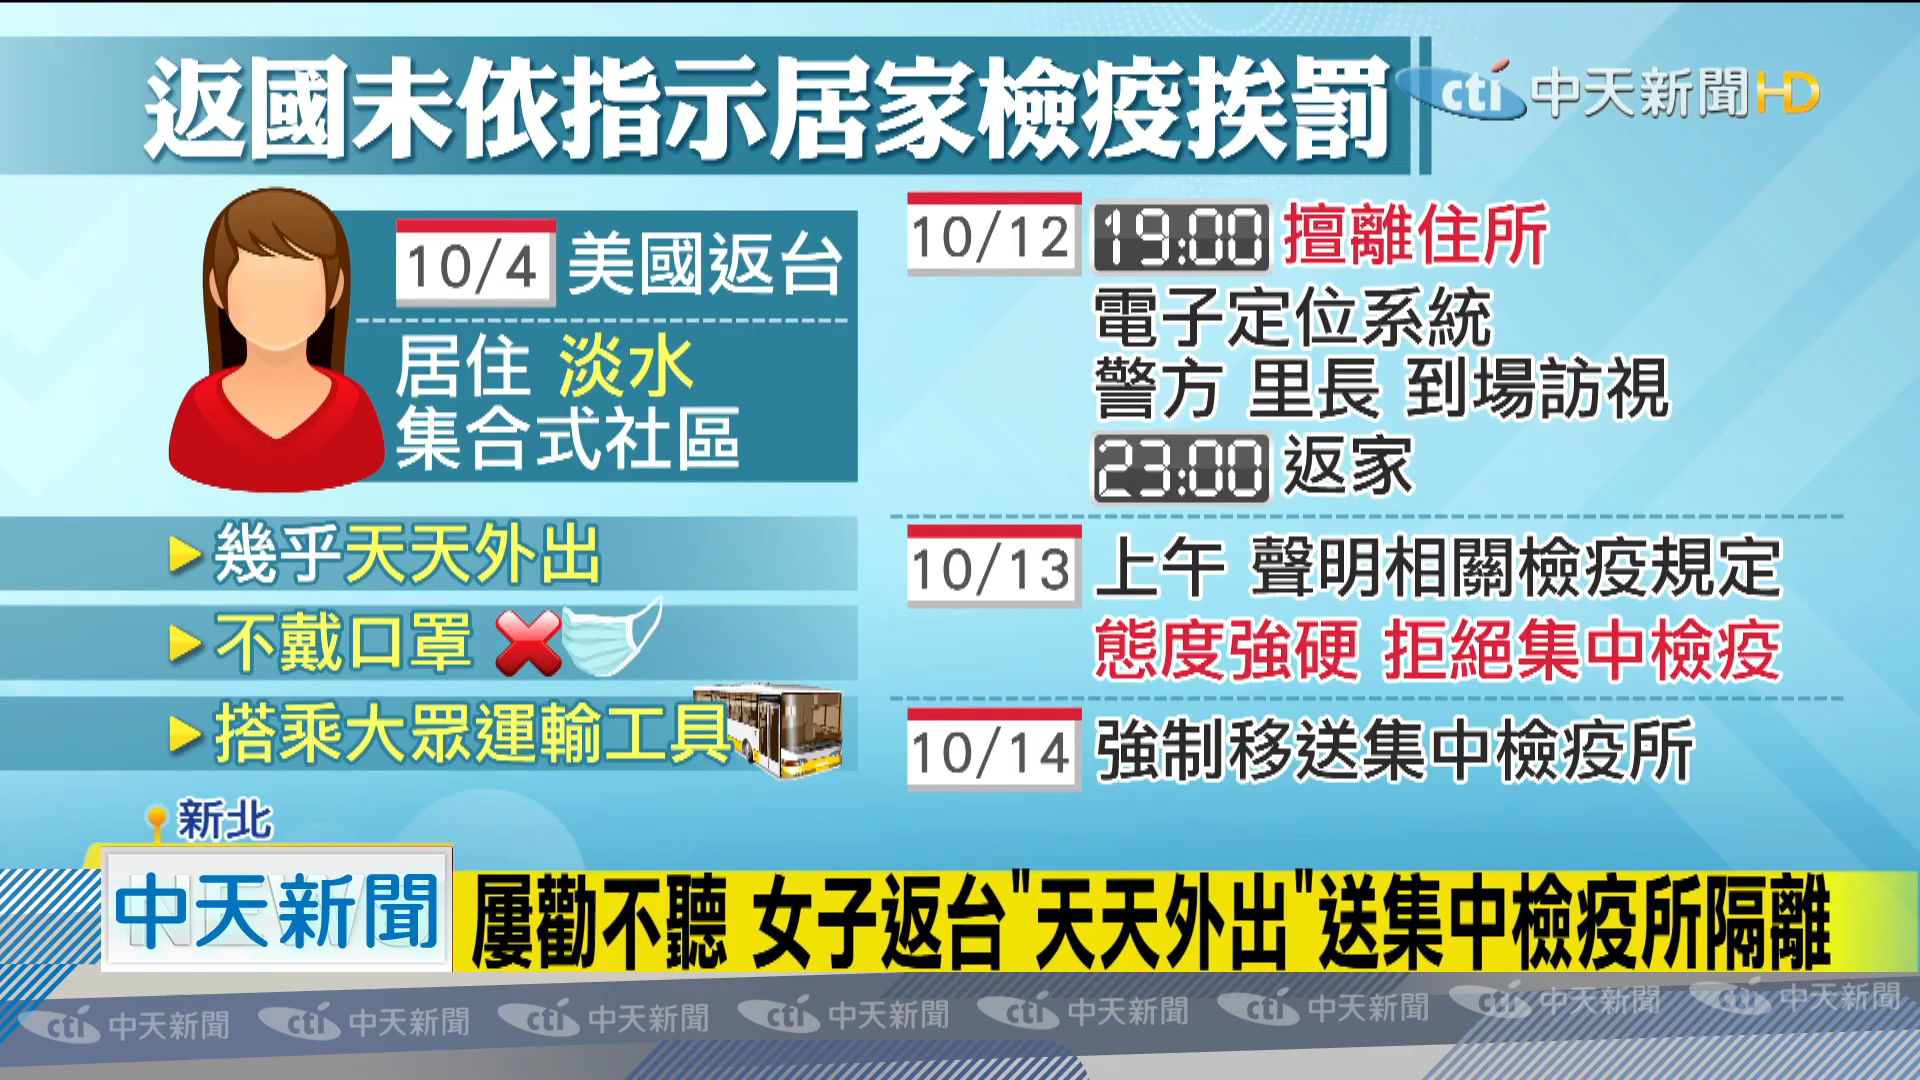 返國未依指示居家檢疫挨罰
cti 中天新聞HD
10/4 美國返台
居住 淡水
集合式社區
幾乎天天外出
不戴口罩
搭乘大眾運輸工具
10/12 19:00 擅離住所
電子定位系統
警方 里長 到場訪視
23:00 返家
10/13 上午 聲明相關檢疫規定
態度強硬 拒絕集中檢疫
10/14 強制移送集中檢疫所
新北
中天新聞
NEWS
屢勸不聽 女子返台"天天外出"送集中檢疫所隔離
cti 中天新聞 cti 中天新聞 cti 中天新聞 cti 中天新聞 cti 中天新聞 cti 中天新聞 cti 中天新聞 cti 中天新聞